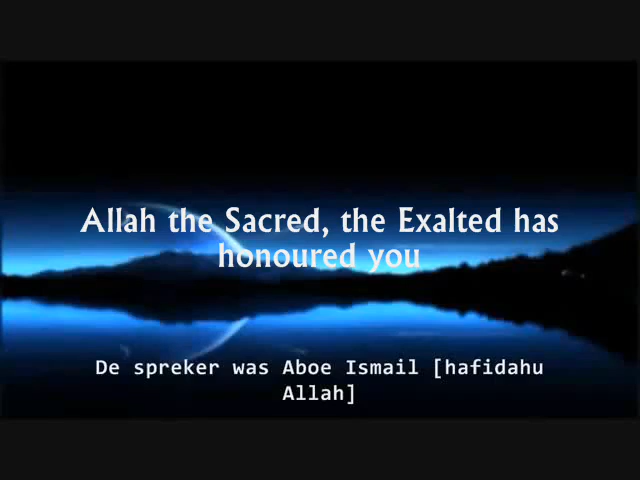 Allah the Sacred, the Exalted has
honoured you
De spreker was Aboe Ismail [hafidahu
Allah]